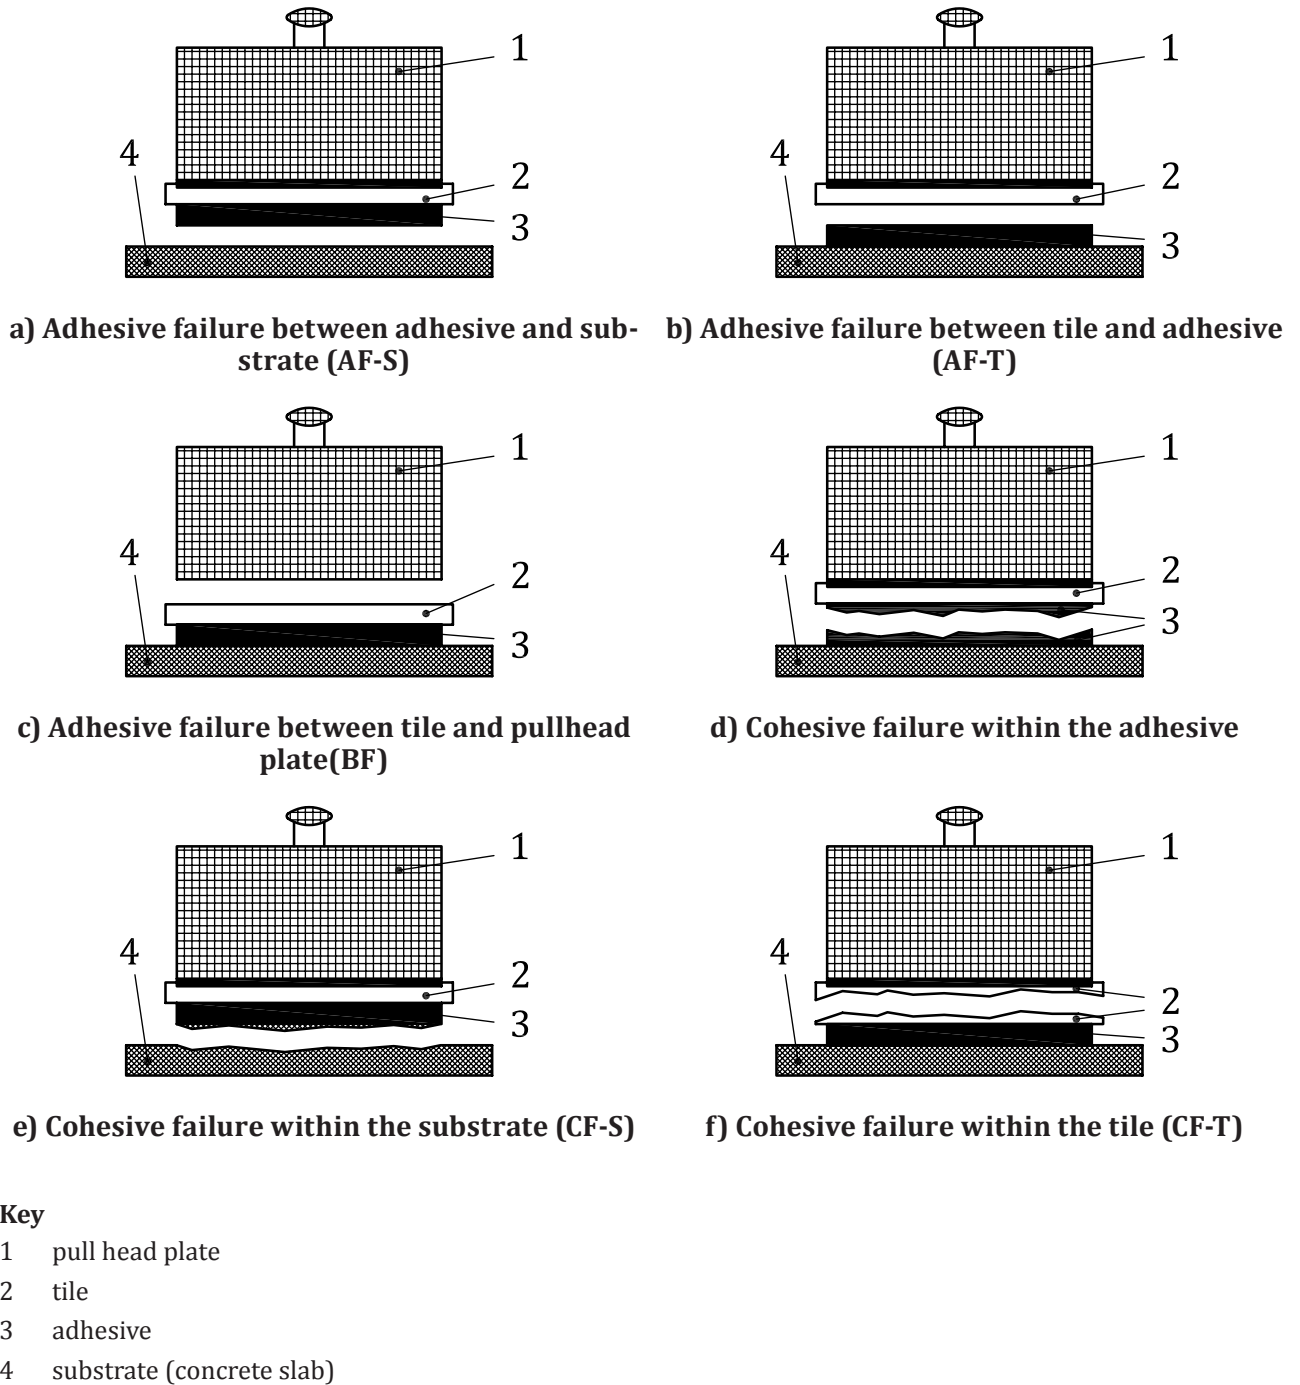 1
2
3
4
1
2
3
4
a) Adhesive failure between adhesive and sub-
strate (AF-S)
b) Adhesive failure between tile and adhesive
(AF-T)
1
2
3
4
1
2
3
4
c) Adhesive failure between tile and pullhead
plate(BF)
d) Cohesive failure within the adhesive
1
2
3
4
1
2
3
4
e) Cohesive failure within the substrate (CF-S)
f) Cohesive failure within the tile (CF-T)
Key
1 pull head plate
2 tile
3 adhesive
4 substrate (concrete slab)